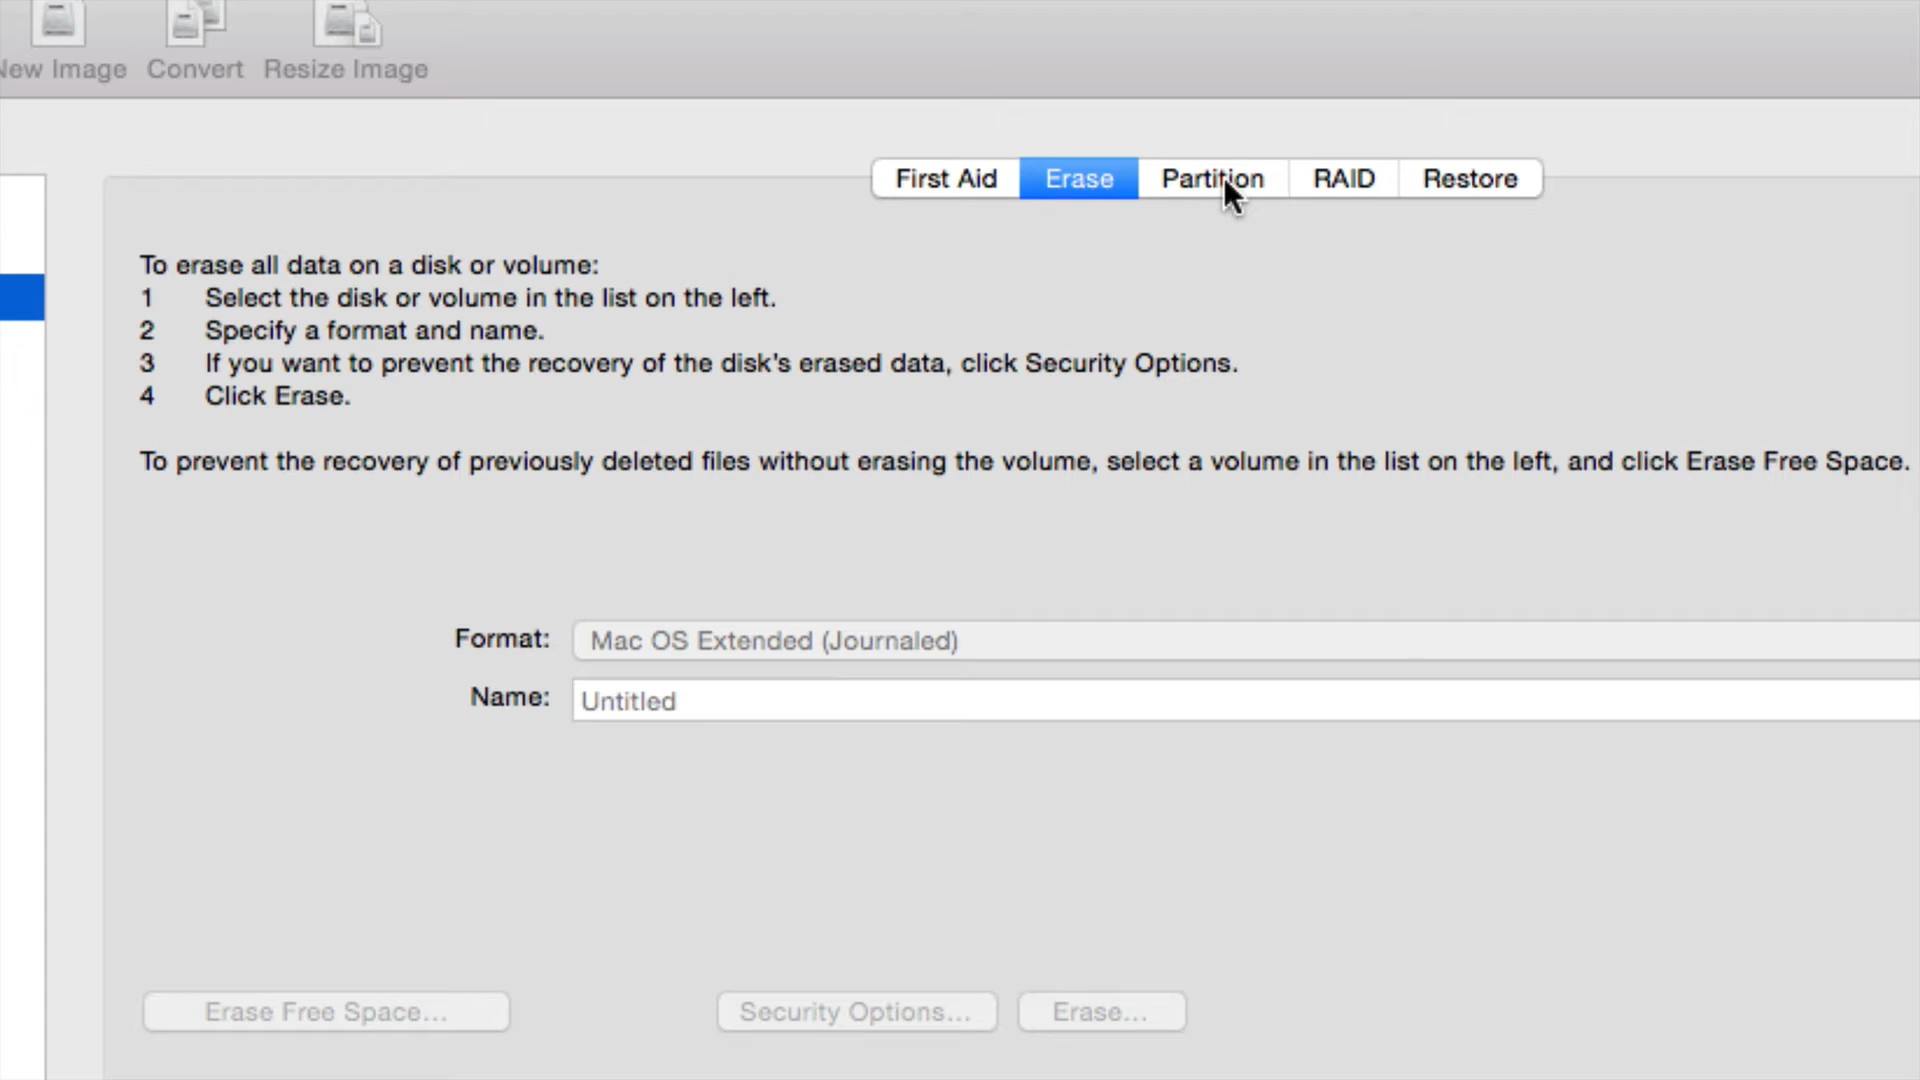 New Image Convert Resize Image
First Aid Erase Partition RAID Restore
To erase all data on a disk or volume:
1 Select the disk or volume in the list on the left.
2 Specify a format and name.
3 If you want to prevent the recovery of the disk's erased data, click Security Options.
4 Click Erase.
To prevent the recovery of previously deleted files without erasing the volume, select a volume in the list on the left, and click Erase Free Space.
Format: Mac OS Extended (Journaled)
Name: Untitled
Erase Free Space... Security Options... Erase...